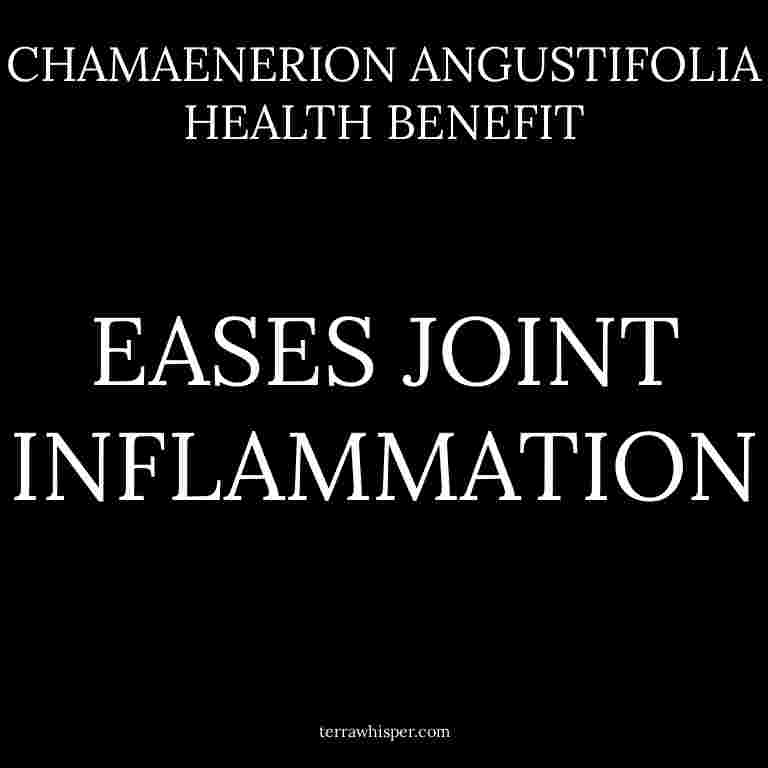 CHAMAENERION ANGUSTIFOLIA
HEALTH BENEFIT
EASES JOINT
INFLAMMATION
terrawhisper.com